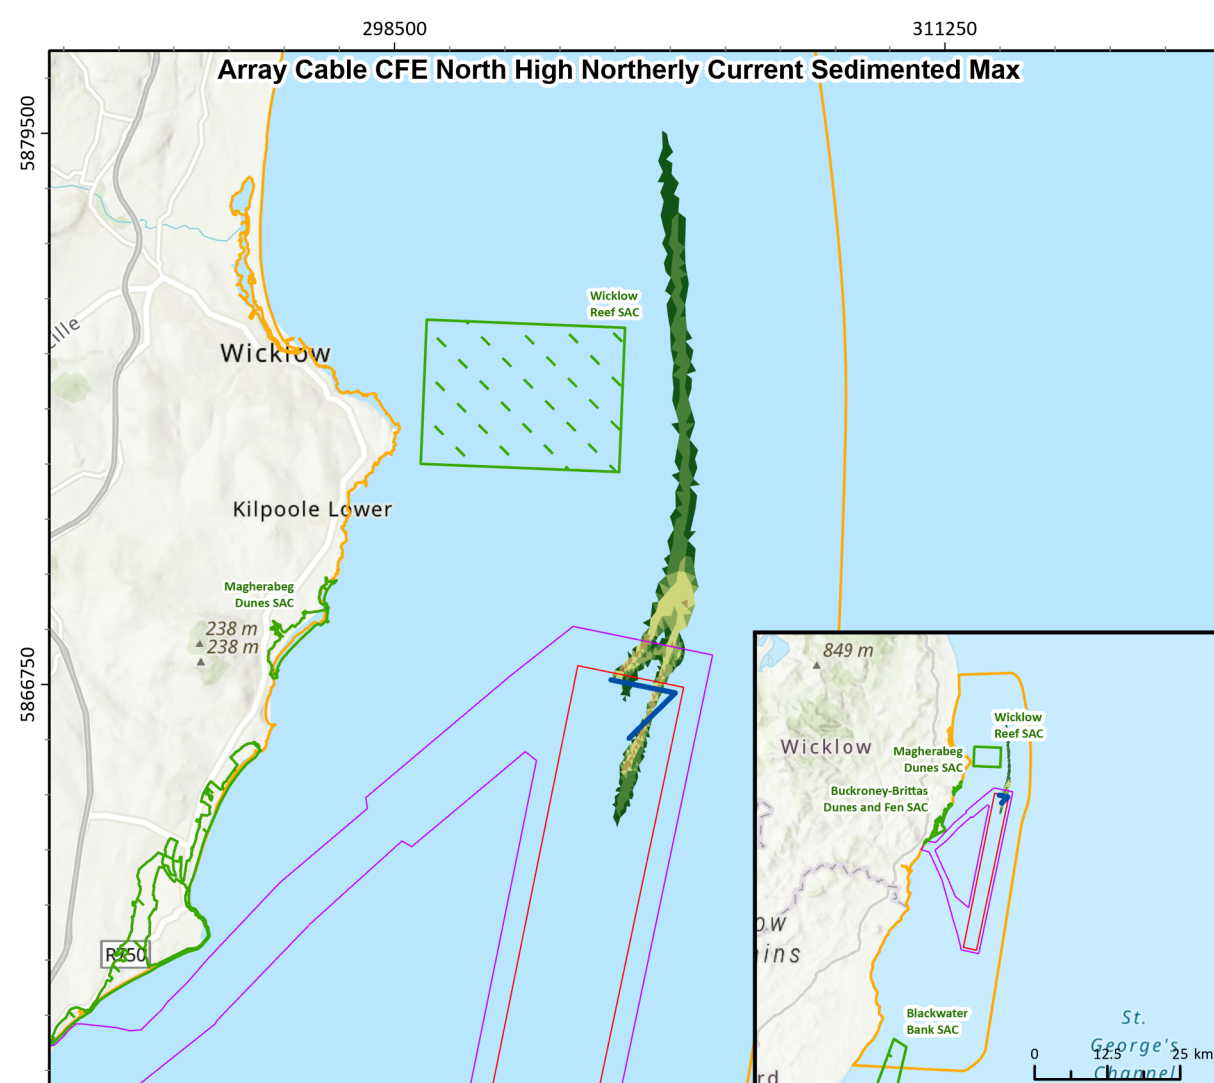 298500
311250
Array Cable CFE North High Northerly Current Sedimented Max
5879500
Wicklow
Reef SAC
Wicklow
Kilpoole Lower
Magherabeg
Dunes SAC
238 m
238 m
5866750
R750
849 m
Wicklow
Wicklow
Reef SAC
Magherabeg
Dunes SAC
Buckroney-Brittas
Dunes and Fen SAC
Blackwater
Bank SAC
St.
George's
Channel
0 12.5 25 km